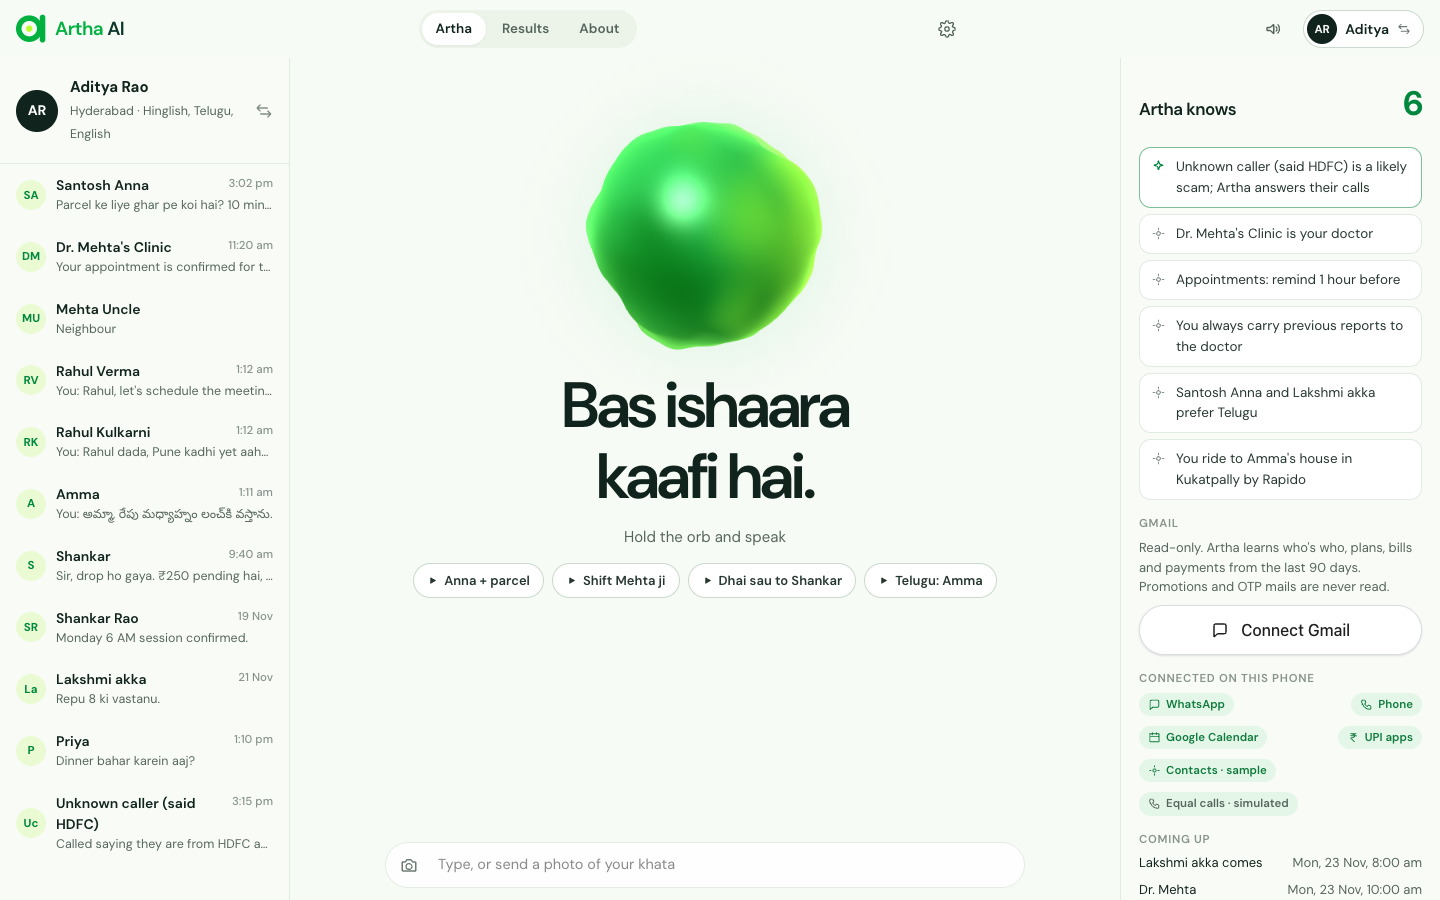 Artha AI
Artha
Results
About
AR
Aditya
AR
Aditya Rao
Hyderabad · Hinglish, Telugu,
English
SA
Santosh Anna
3:02 pm
Parcel ke liye ghar pe koi hai? 10 min...
DM
Dr. Mehta's Clinic
11:20 am
Your appointment is confirmed for t...
MU
Mehta Uncle
Neighbour
RV
Rahul Verma
1:12 am
You: Rahul, let's schedule the meetin...
RK
Rahul Kulkarni
1:12 am
You: Rahul dada, Pune kadhi yet aah...
A
Amma
1:11 am
You: అమ్మా, రేపు మధ్యాహ్నం లంచ్‌కి వస్తాను.
S
Shankar
9:40 am
Sir, drop ho gaya. ₹250 pending hai, ...
SR
Shankar Rao
19 Nov
Monday 6 AM session confirmed.
La
Lakshmi akka
21 Nov
Repu 8 ki vastanu.
P
Priya
1:10 pm
Dinner bahar karein aaj?
Uc
Unknown caller (said
HDFC)
3:15 pm
Called saying they are from HDFC a...
Bas ishaara
kaafi hai.
Hold the orb and speak
Anna + parcel
Shift Mehta ji
Dhai sau to Shankar
Telugu: Amma
Type, or send a photo of your khata
Artha knows
6
Unknown caller (said HDFC) is a likely
scam; Artha answers their calls
Dr. Mehta's Clinic is your doctor
Appointments: remind 1 hour before
You always carry previous reports to
the doctor
Santosh Anna and Lakshmi akka
prefer Telugu
You ride to Amma's house in
Kukatpally by Rapido
GMAIL
Read-only. Artha learns who's who, plans, bills
and payments from the last 90 days.
Promotions and OTP mails are never read.
Connect Gmail
CONNECTED ON THIS PHONE
WhatsApp
Phone
Google Calendar
₹ UPI apps
Contacts · sample
Equal calls · simulated
COMING UP
Lakshmi akka comes
Mon, 23 Nov, 8:00 am
Dr. Mehta
Mon, 23 Nov, 10:00 am